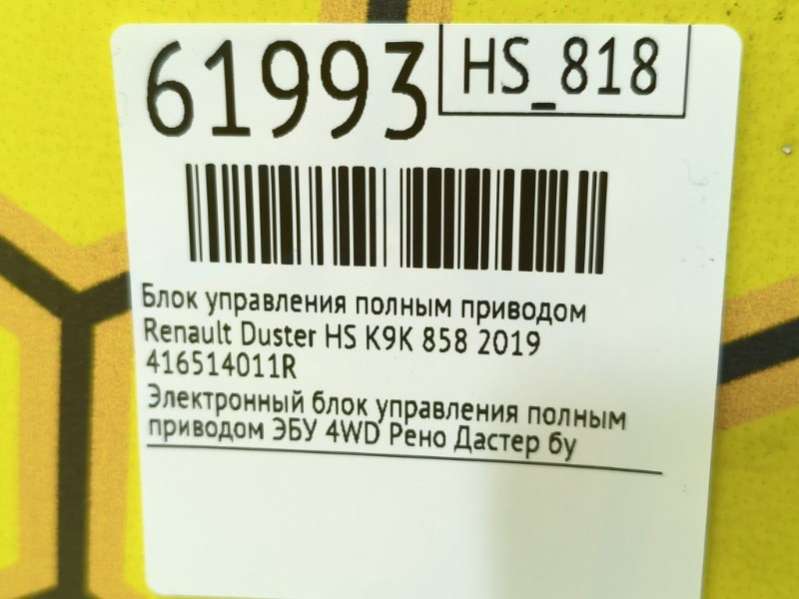 61993
HS_818
Блок управления полным приводом
Renault Duster HS K9K 858 2019
416514011R
Электронный блок управления полным
приводом ЭБУ 4WD Рено Дастер бу